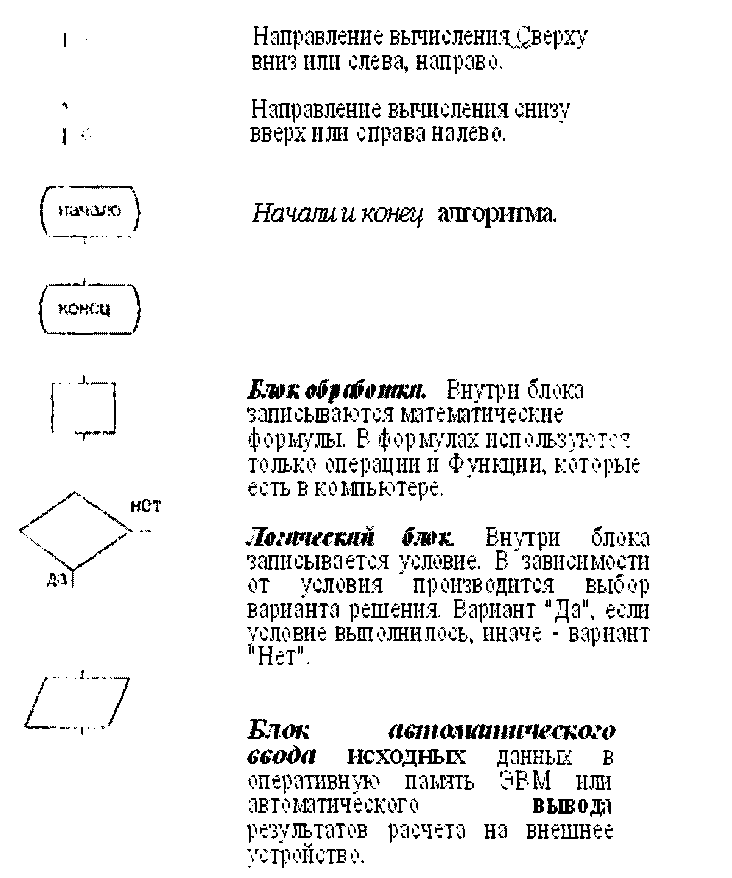 Направление вычисления Сверху
вниз или слева, направо.
Направление вычисления снизу
вверх или справа налево.
начало
Начали и конец алгоритма.
конец
Блок обработки. Внутри блока
записываются математические
формулы. В формулах используются
только операции и Функции, которые
есть в компьютере.
нет
да
Логический блок. Внутри блока
записывается условие. В зависимости
от условия производится выбор
варианта решения. Вариант "Да", если
условие выполнилось, иначе - вариант
"Нет".
Блок автоматического
ввода исходных данных в
оперативную память ЭВМ или
автоматического вывода
результатов расчета на внешнее
устройство.